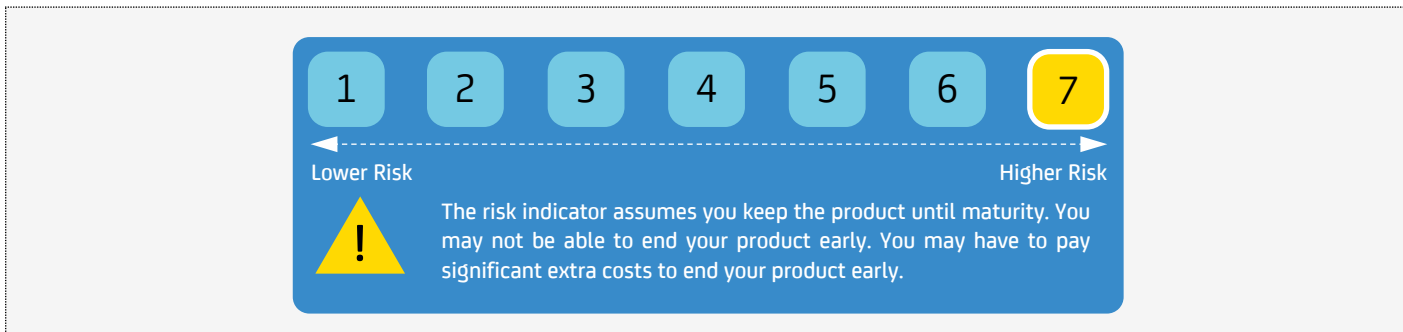 1 2 3 4 5 6 7
Lower Risk Higher Risk
!
The risk indicator assumes you keep the product until maturity. You
may not be able to end your product early. You may have to pay
significant extra costs to end your product early.